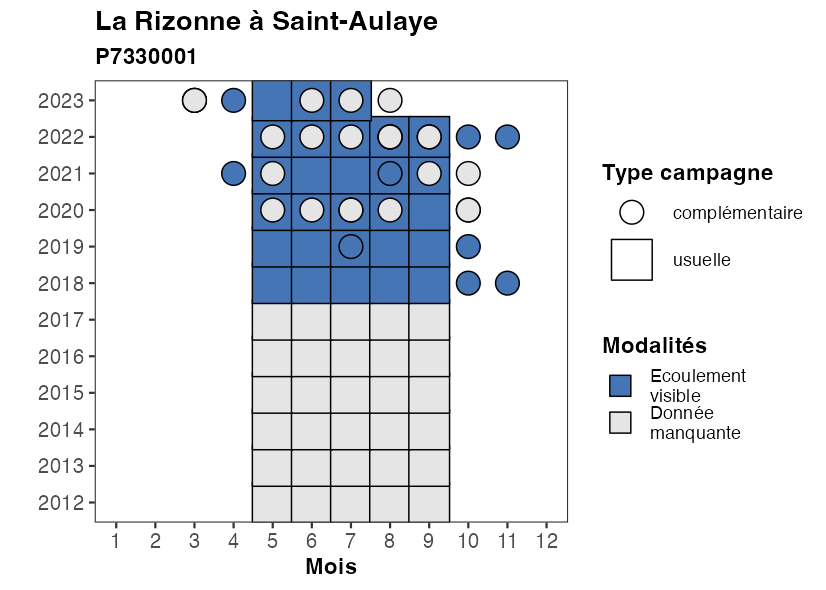 La Rizonne à Saint-Aulaye
P7330001
2023
2022
2021
2020
2019
2018
2017
2016
2015
2014
2013
2012
1 2 3 4 5 6 7 8 9 10 11 12
Mois
Type campagne
complémentaire
usuelle
Modalités
Ecoulement
visible
Donnée
manquante